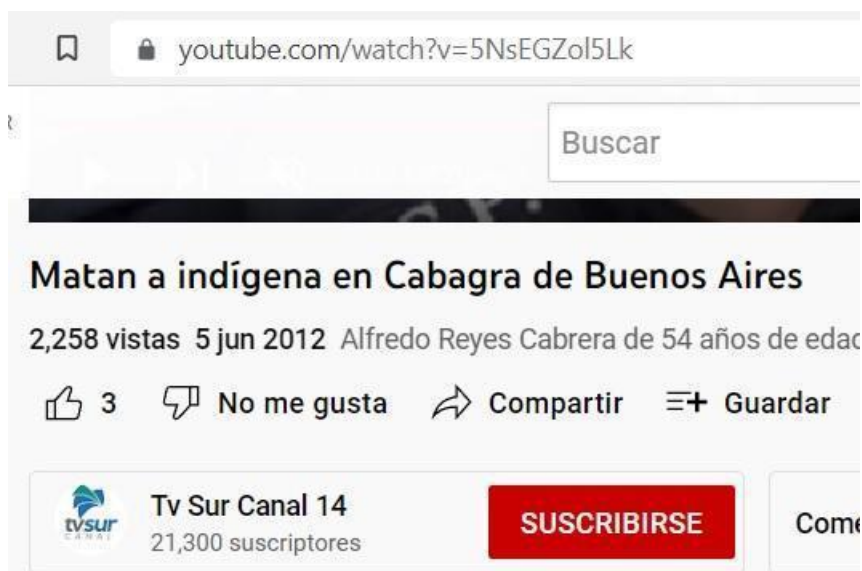 youtube.com/watch?v=5NsEGZol5Lk
Buscar
Matan a indígena en Cabagra de Buenos Aires
2,258 vistas 5 jun 2012 Alfredo Reyes Cabrera de 54 años de edad
3 No me gusta Compartir Guardar
tvsur CANAL
Tv Sur Canal 14
21,300 suscriptores
SUSCRIBIRSE
Come